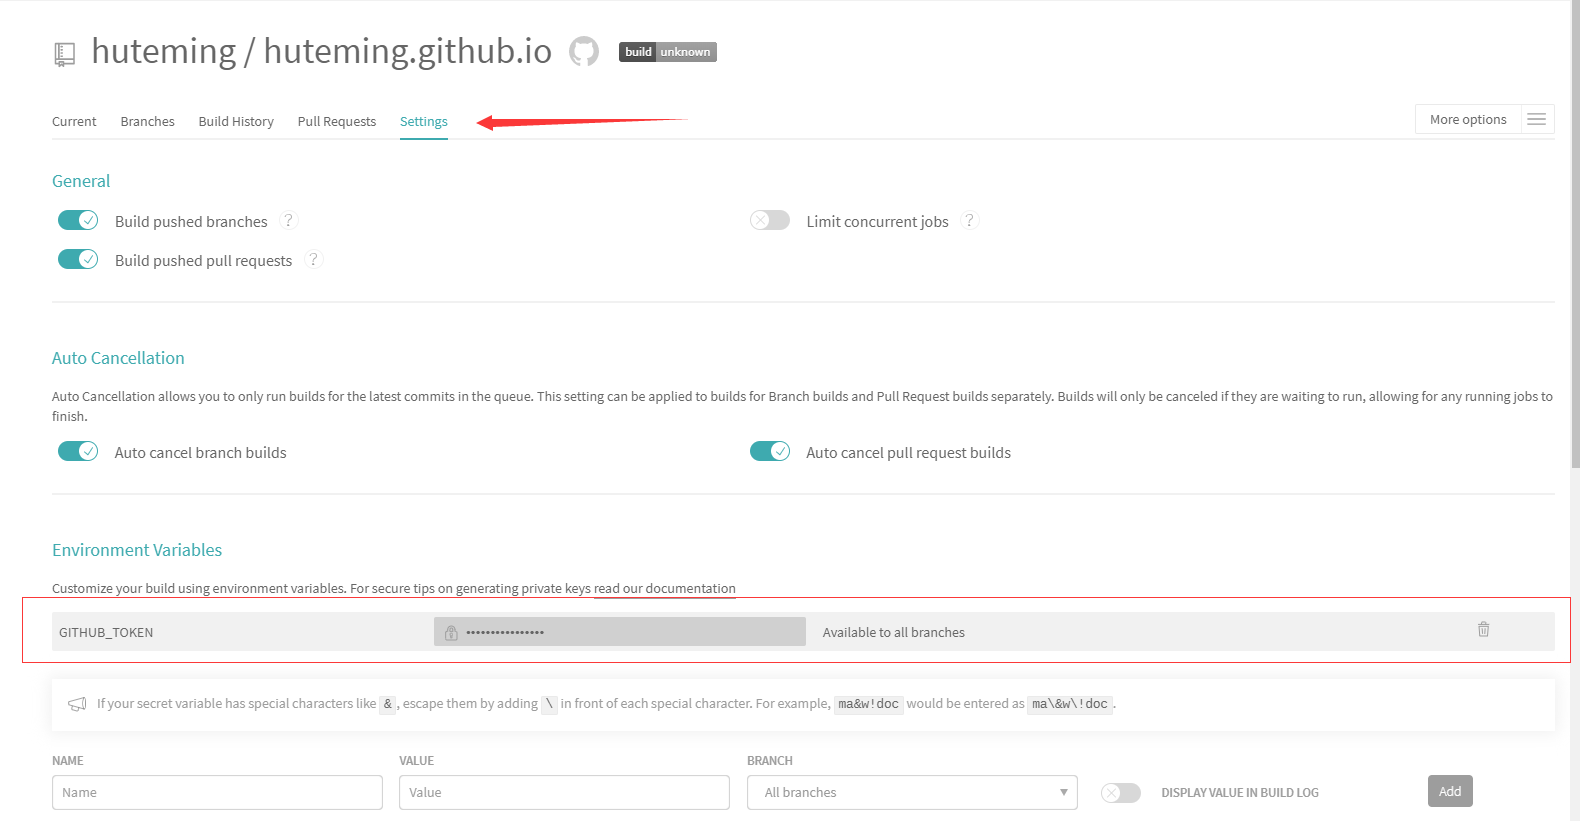 huteming / huteming.github.io build unknown
Current Branches Build History Pull Requests Settings More options
General
Build pushed branches ? Limit concurrent jobs ?
Build pushed pull requests ?
Auto Cancellation
Auto Cancellation allows you to only run builds for the latest commits in the queue. This setting can be applied to builds for Branch builds and Pull Request builds separately. Builds will only be canceled if they are waiting to run, allowing for any running jobs to
finish.
Auto cancel branch builds Auto cancel pull request builds
Environment Variables
Customize your build using environment variables. For secure tips on generating private keys read our documentation
GITHUB_TOKEN •••••••••••••••• Available to all branches
If your secret variable has special characters like & , escape them by adding \ in front of each special character. For example, ma&w!doc would be entered as ma\&w\!doc .
NAME VALUE BRANCH
Name Value All branches DISPLAY VALUE IN BUILD LOG Add